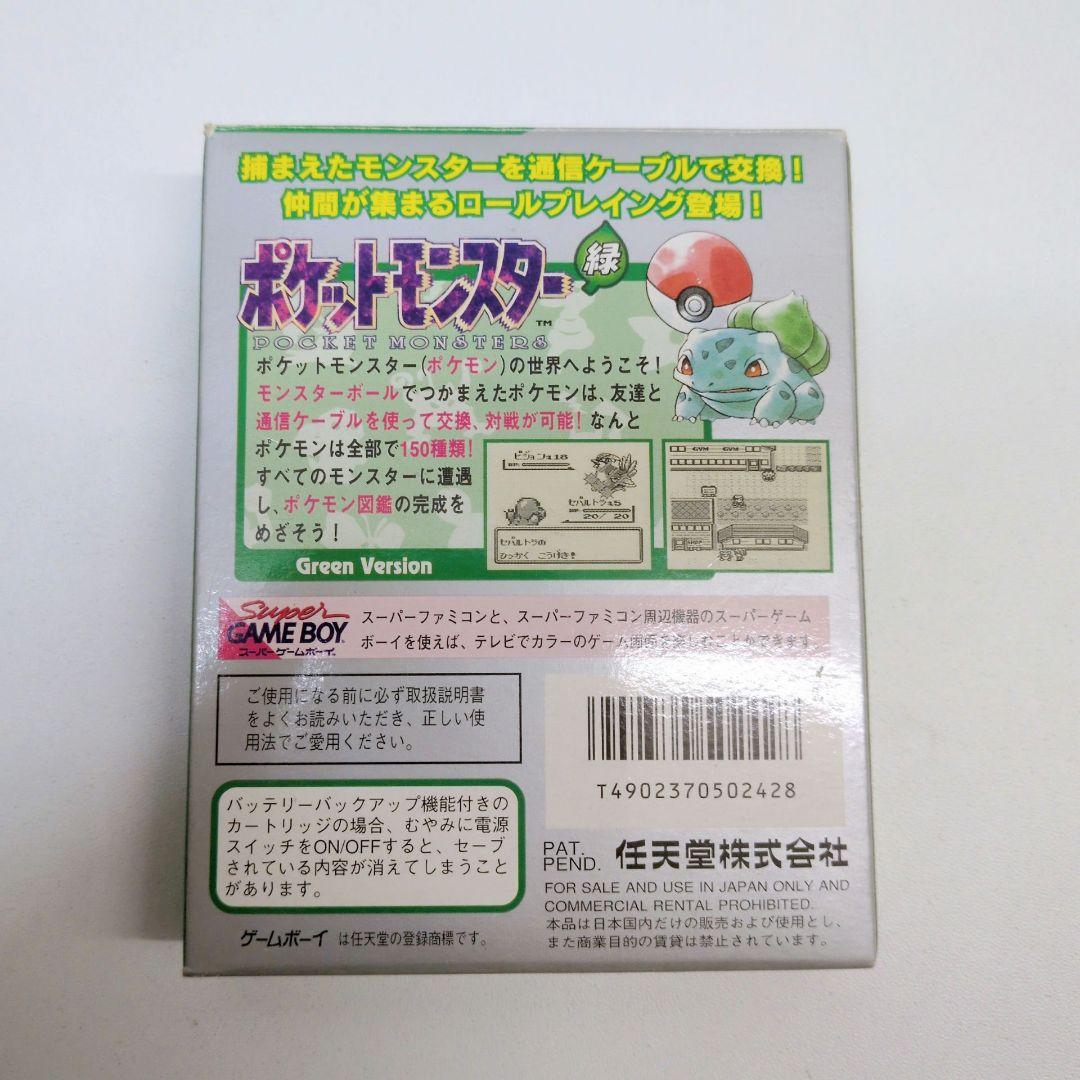 捕まえたモンスターを通信ケーブルで交換！
仲間が集まるロールプレイング登場！
ポケットモンスター 緑
TM
POCKET MONSTERS
ポケットモンスター(ポケモン)の世界へようこそ！
モンスターボールでつかまえたポケモンは、友達と
通信ケーブルを使って交換、対戦が可能！なんと
ポケモンは全部で150種類！
すべてのモンスターに遭遇
し、ポケモン図鑑の完成を
めざそう！
HP:
20/ 20
ひっかく こうげき！
GYM GYM
SHOP
Green Version
Super
GAME BOY
スーパーゲームボーイ
スーパーファミコンと、スーパーファミコン周辺機器のスーパーゲーム
ボーイを使えば、テレビでカラーのゲーム画面を楽しむことができます。
ご使用になる前に必ず取扱説明書
をよくお読みいただき、正しい使
用法でご愛用ください。
T4902370502428
バッテリーバックアップ機能付きの
カートリッジの場合、むやみに電源
スイッチをON/OFFすると、セーブ
されている内容が消えてしまうこと
があります。
PAT.
PEND. 任天堂株式会社
FOR SALE AND USE IN JAPAN ONLY AND
COMMERCIAL RENTAL PROHIBITED.
本品は日本国内だけの販売および使用とし、
また商業目的の賃貸は禁止されています。
ゲームボーイ は任天堂の登録商標です。